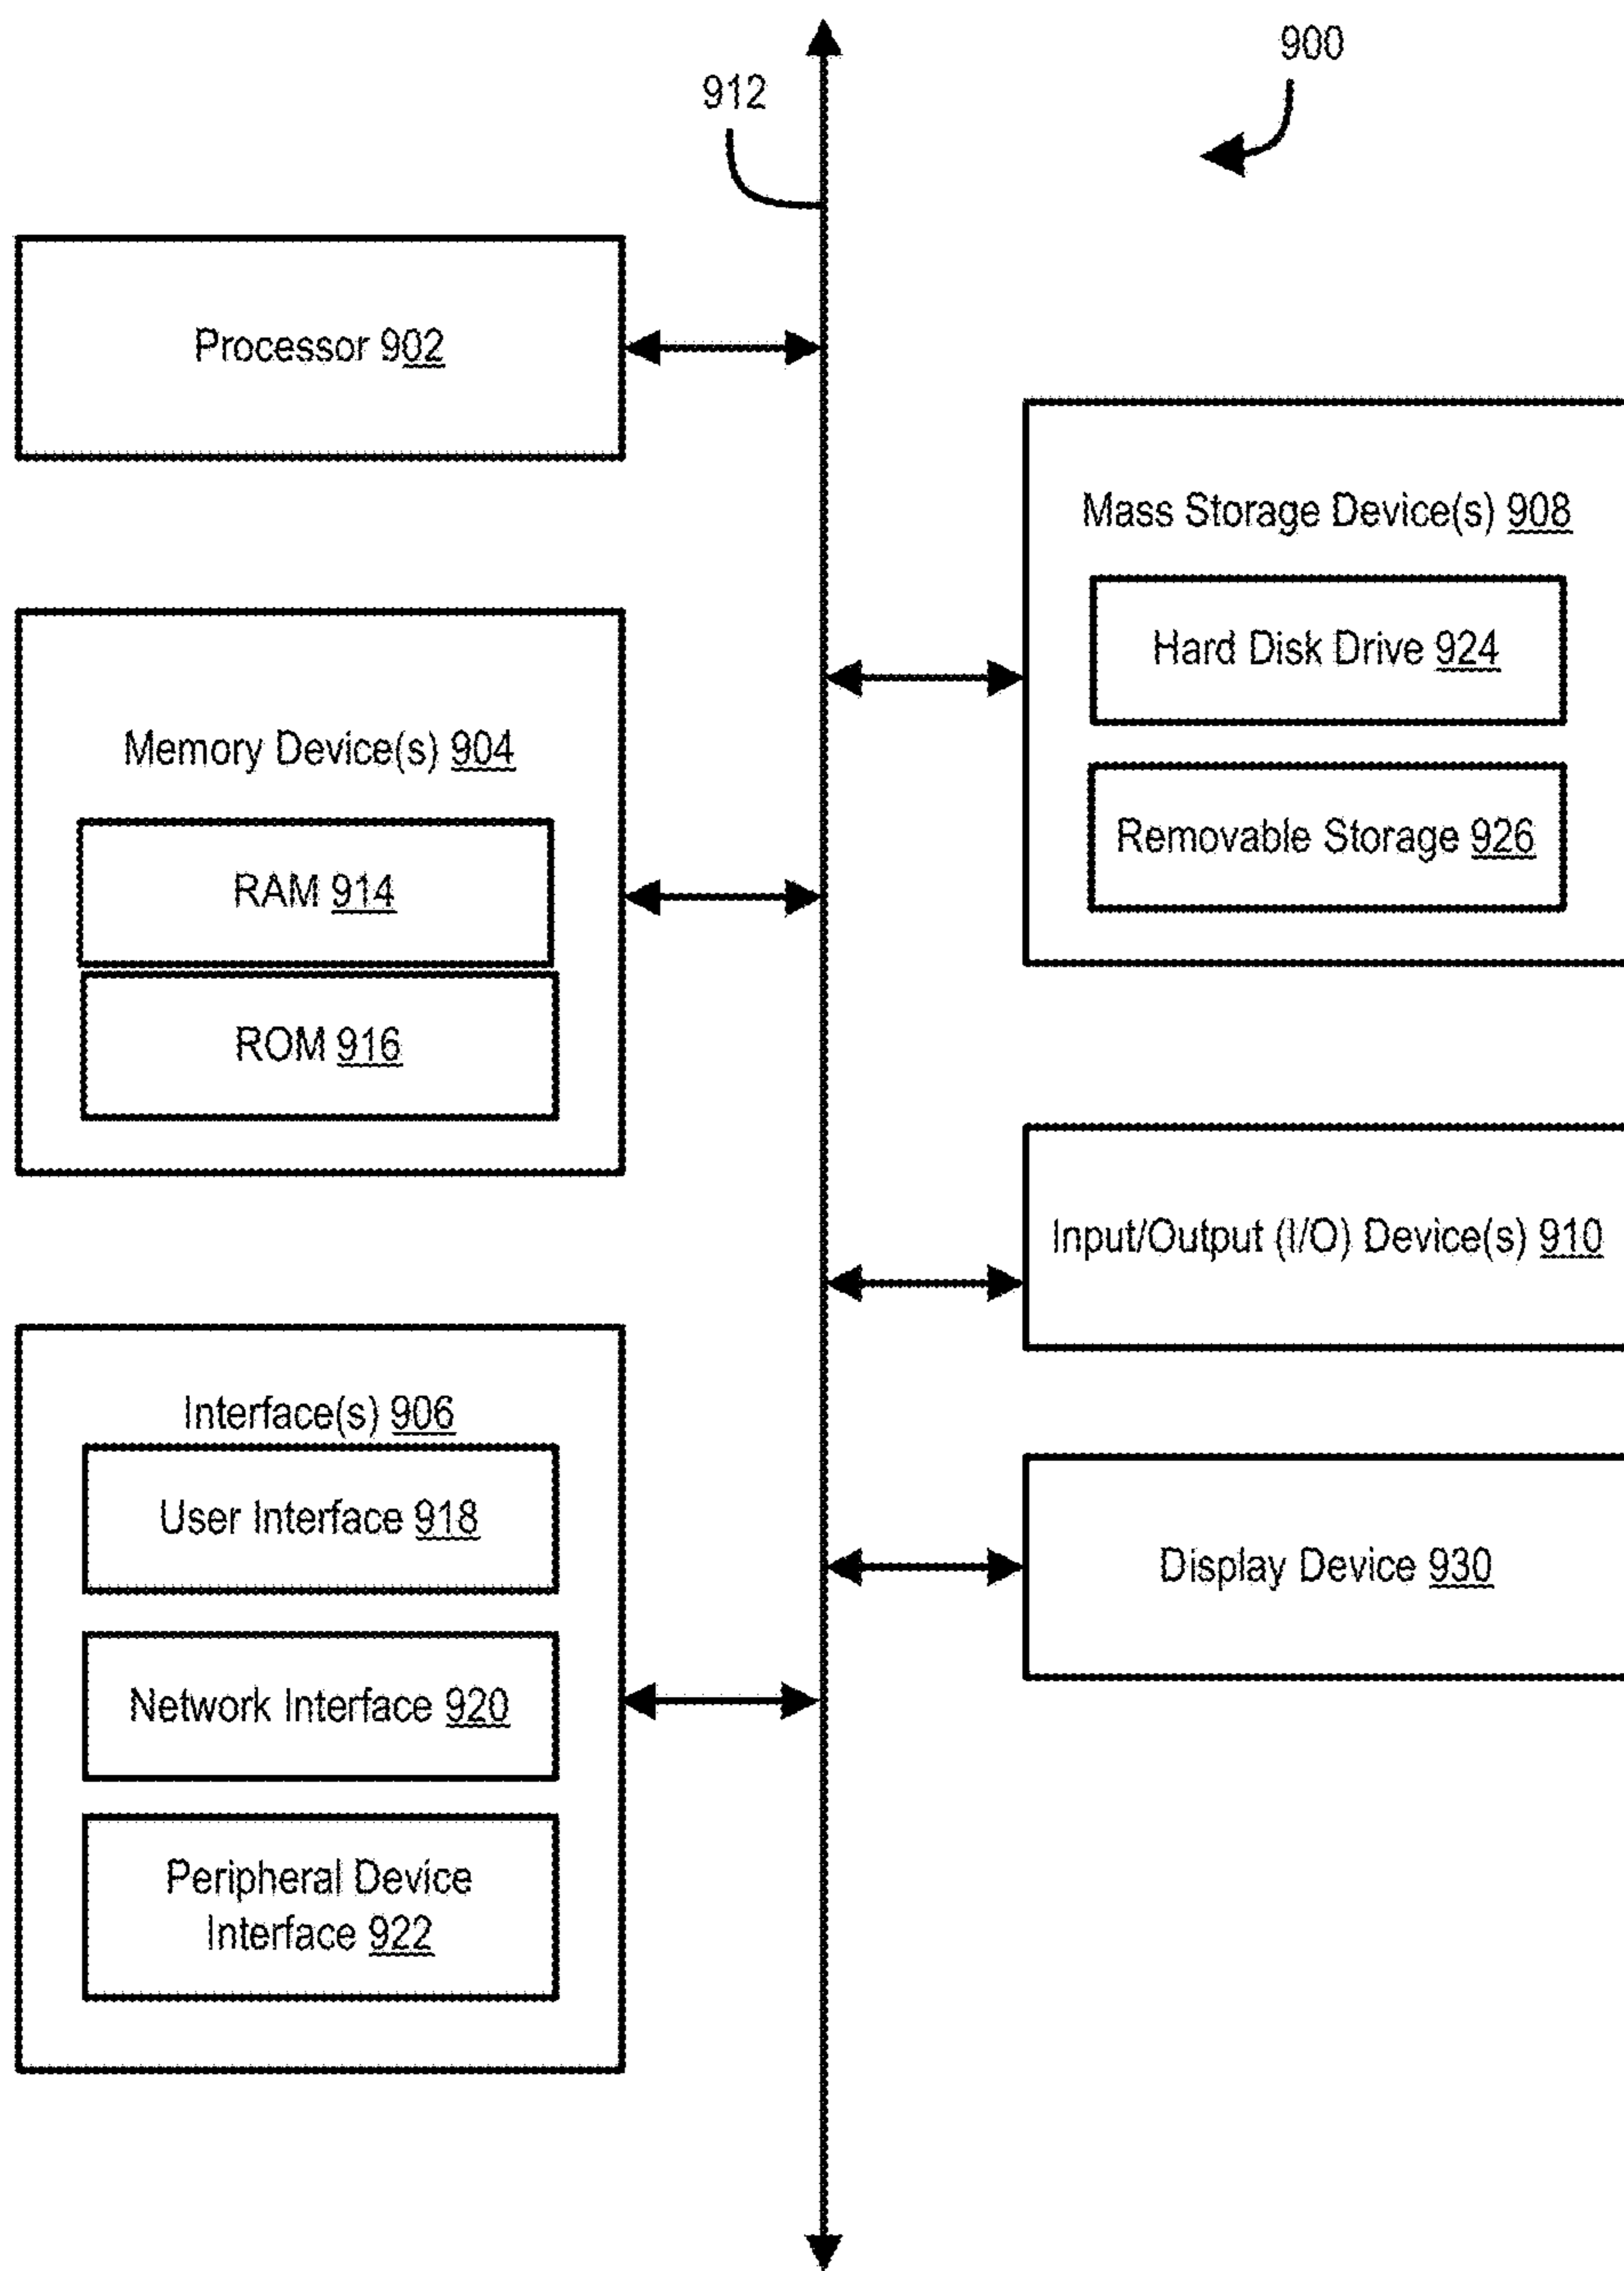 900
912
Processor 902
Mass Storage Device(s) 908
Hard Disk Drive 924
Removable Storage 926
Memory Device(s) 904
RAM 914
ROM 916
Input/Output (I/O) Device(s) 910
Interface(s) 906
User Interface 918
Network Interface 920
Peripheral Device
Interface 922
Display Device 930